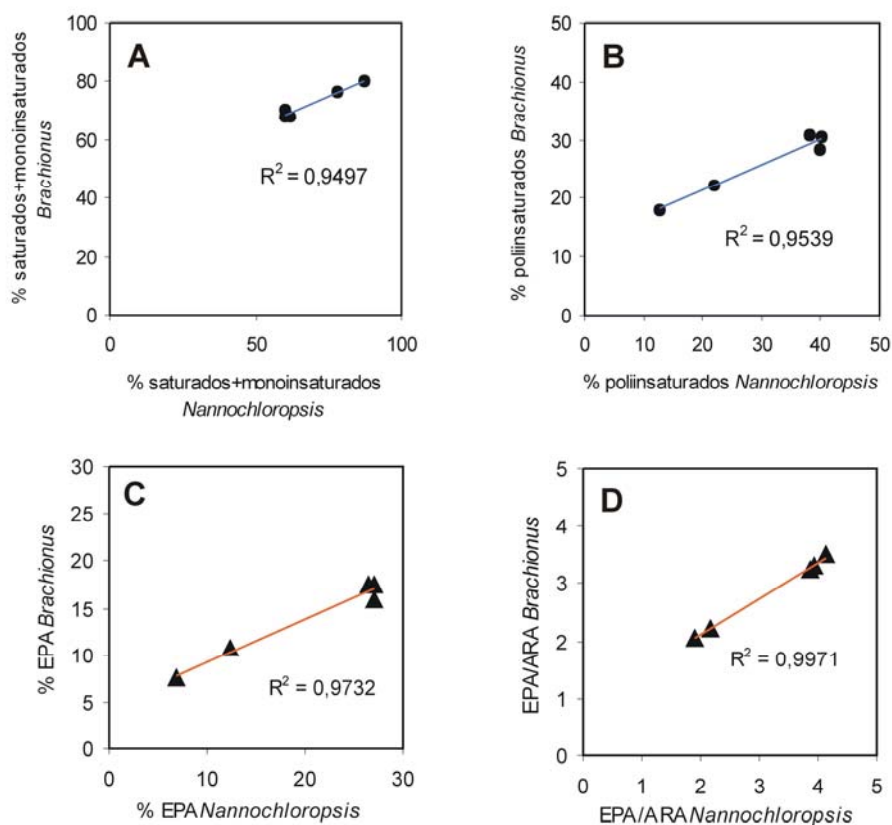 A
100
80
60
40
20
0
0
50
100
% saturados+monoinsaturados
Brachionus
R² = 0,9497
% saturados+monoinsaturados
Nannochloropsis
B
50
40
30
20
10
0
0
10
20
30
40
50
% poliinsaturados Brachionus
R² = 0,9539
% poliinsaturados Nannochloropsis
C
30
25
20
15
10
5
0
0
10
20
30
% EPA Brachionus
R² = 0,9732
% EPA Nannochloropsis
D
5
4
3
2
1
0
0
1
2
3
4
5
EPA/ARA Brachionus
R² = 0,9971
EPA/ARA Nannochloropsis